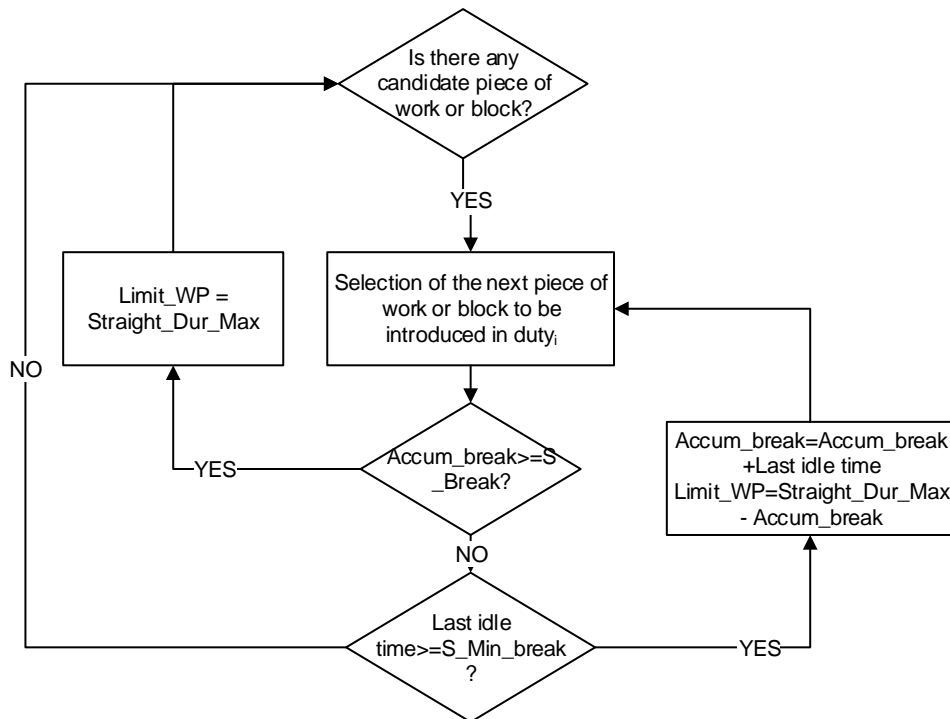 Is there any
candidate piece of
work or block?
YES
Limit_WP =
Straight_Dur_Max
Selection of the next piece of
work or block to be
introduced in dutyi
NO
YES
Accum_break>=S
_Break?
Accum_break=Accum_break
+Last idle time
Limit_WP=Straight_Dur_Max
- Accum_break
NO
Last idle
time>=S_Min_break
?
YES